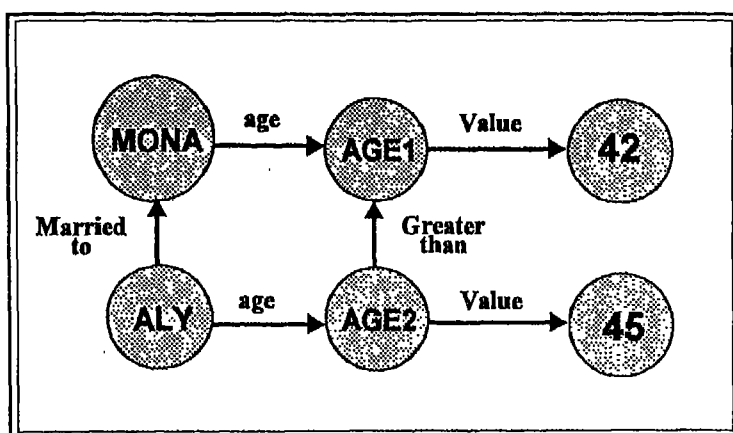 MONA
age
AGE1
Value
42
Married
to
Greater
than
ALY
age
AGE2
Value
45